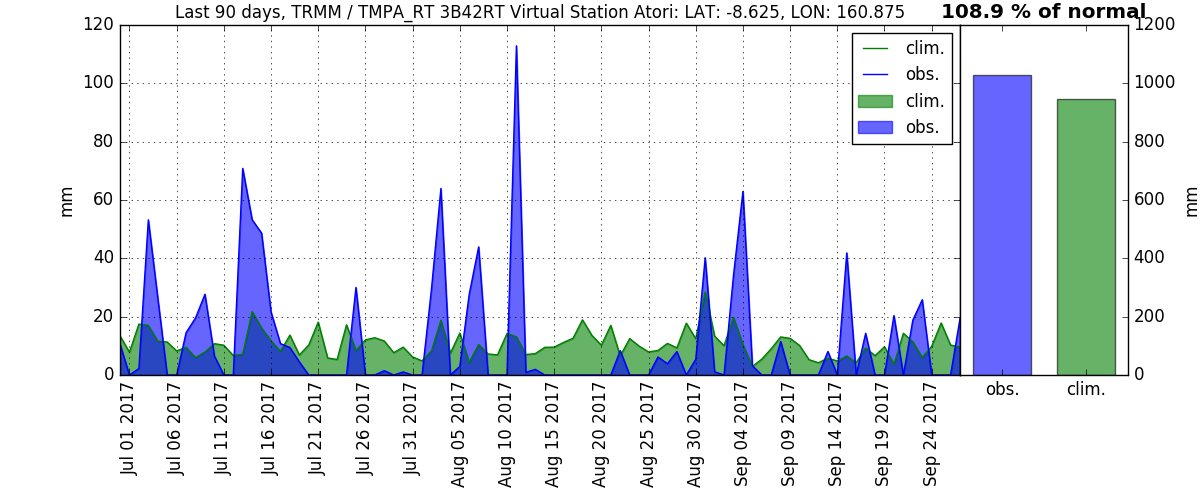 Last 90 days, TRMM / TMPA_RT 3B42RT Virtual Station Atori: LAT: -8.625, LON: 160.875
108.9 % of normal
120
100
80
60
40
20
0
mm
clim.
obs.
clim.
obs.
1200
1000
800
600
400
200
0
mm
obs.
clim.
Jul 01 2017
Jul 06 2017
Jul 11 2017
Jul 16 2017
Jul 21 2017
Jul 26 2017
Jul 31 2017
Aug 05 2017
Aug 10 2017
Aug 15 2017
Aug 20 2017
Aug 25 2017
Aug 30 2017
Sep 04 2017
Sep 09 2017
Sep 14 2017
Sep 19 2017
Sep 24 2017